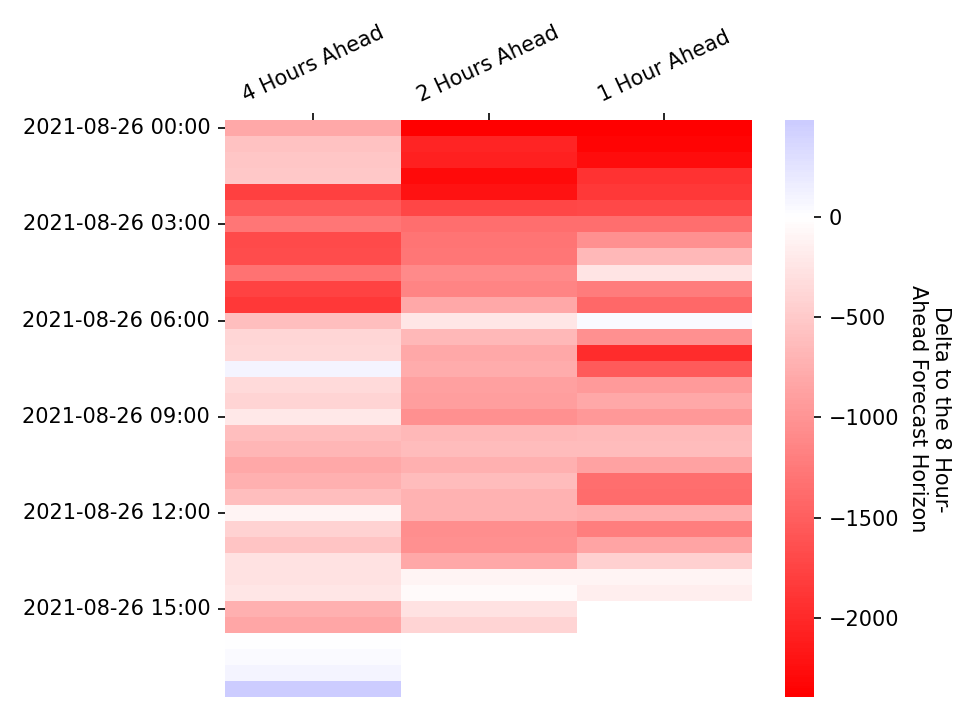 4 Hours Ahead
2 Hours Ahead
1 Hour Ahead
2021-08-26 00:00
2021-08-26 03:00
2021-08-26 06:00
2021-08-26 09:00
2021-08-26 12:00
2021-08-26 15:00
0
−500
−1000
−1500
−2000
Delta to the 8 Hour-
Ahead Forecast Horizon